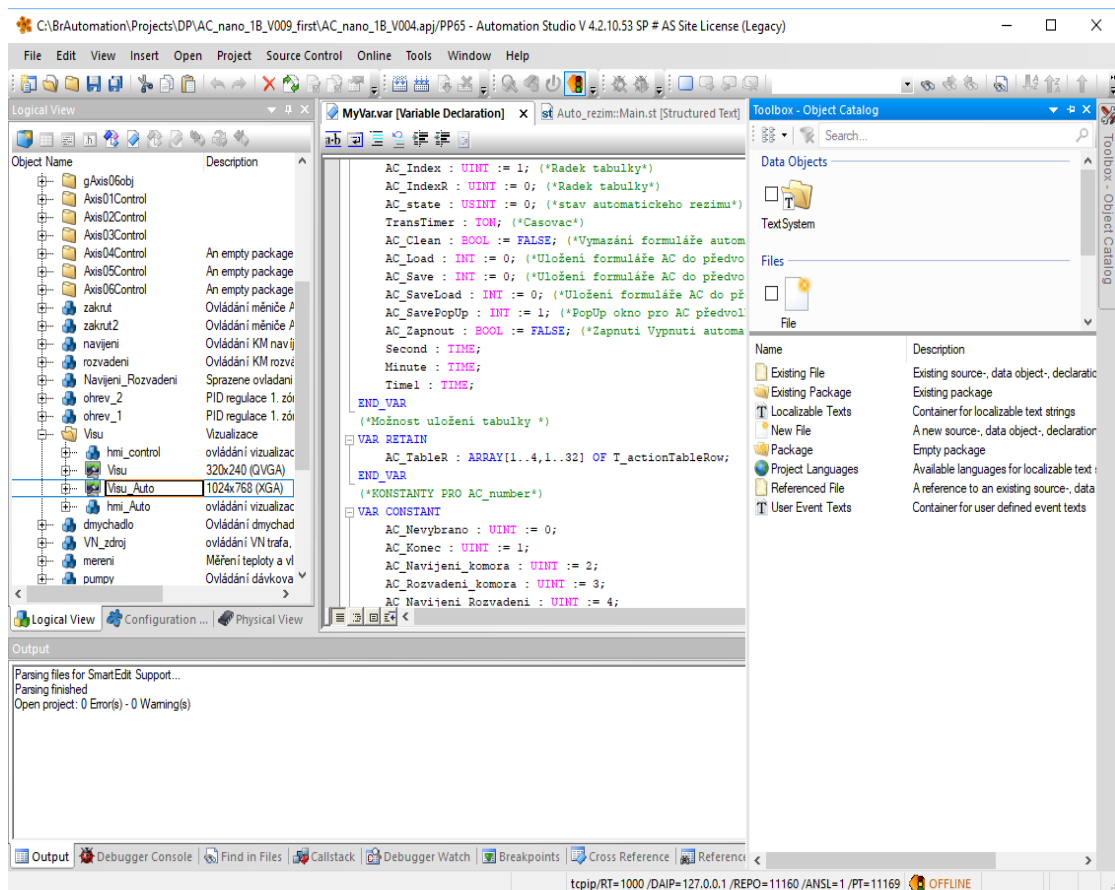 C:\BrAutomation\Projects\DP\AC_nano_1B_V009_first\AC_nano_1B_V004.apj/PP65 - Automation Studio V 4.2.10.53 SP # AS Site License (Legacy)
File Edit View Insert Open Project Source Control Online Tools Window Help
Logical View
Object Name Description
gAxis06obj
Axis01Control
Axis02Control
Axis03Control
Axis04Control An empty package
Axis05Control An empty package
Axis06Control An empty package
zakrut Ovládání měniče A
zakrut2 Ovládání měniče A
navijeni Ovládání KM navíj
rozvadeni Ovládání KM rozvá
Navijeni_Rozvadeni Sprazene ovladani
ohrev_2 PID regulace 1. zór
ohrev_1 PID regulace 1. zór
Visu Vizualizace
hmi_control ovládání vizualizac
Visu 320x240 (QVGA)
Visu_Auto 1024x768 (XGA)
hmi_Auto ovládání vizualizac
dmychadlo Ovládání dmychad
VN_zdroj ovládání VN trafa,
mereni Měření teploty a vl
pumpy Ovládání dávkova
Logical View Configuration ... Physical View
MyVar.var [Variable Declaration] Auto_rezim::Main.st [Structured Text]
AC_Index : UINT := 1; (*Radek tabulky*)
AC_IndexR : UINT := 0; (*Radek tabulky*)
AC_state : USINT := 0; (*stav automatickeho rezimu*)
TransTimer : TON; (*Casovac*)
AC_Clean : BOOL := FALSE; (*Vymazání formuláře autom
AC_Load : INT := 0; (*Uložení formuláře AC do předvo
AC_Save : INT := 0; (*Uložení formuláře AC do předvo
AC_SaveLoad : INT := 0; (*Uložení formuláře AC do př
AC_SavePopUp : INT := 1; (*PopUp okno pro AC předvol
AC_Zapnout : BOOL := FALSE; (*Zapnuti Vypnuti automa
Second : TIME;
Minute : TIME;
Time1 : TIME;
END_VAR
(*Možnost uložení tabulky *)
VAR RETAIN
AC_TableR : ARRAY[1..4,1..32] OF T_actionTableRow;
END_VAR
(*KONSTANTY PRO AC_number*)
VAR CONSTANT
AC_Nevybrano : UINT := 0;
AC_Konec : UINT := 1;
AC_Navijeni_komora : UINT := 2;
AC_Rozvadeni_komora : UINT := 3;
AC_Navijeni_Rozvadeni : UINT := 4;
Toolbox - Object Catalog
Search...
Data Objects
TextSystem
Files
File
Name Description
Existing File Existing source-, data object-, declaratic
Existing Package Existing package
Localizable Texts Container for localizable text strings
New File A new source-, data object-, declaration
Package Empty package
Project Languages Available languages for localizable text
Referenced File A reference to an existing source-, data
User Event Texts Container for user defined event texts
Toolbox - Object Catalog
Output
Parsing files for SmartEdit Support...
Parsing finished
Open project: 0 Error(s) - 0 Warning(s)
Output Debugger Console Find in Files Callstack Debugger Watch Breakpoints Cross Reference Reference
tcpip/RT=1000 /DAIP=127.0.0.1 /REPO=11160 /ANSL=1 /PT=11169 OFFLINE